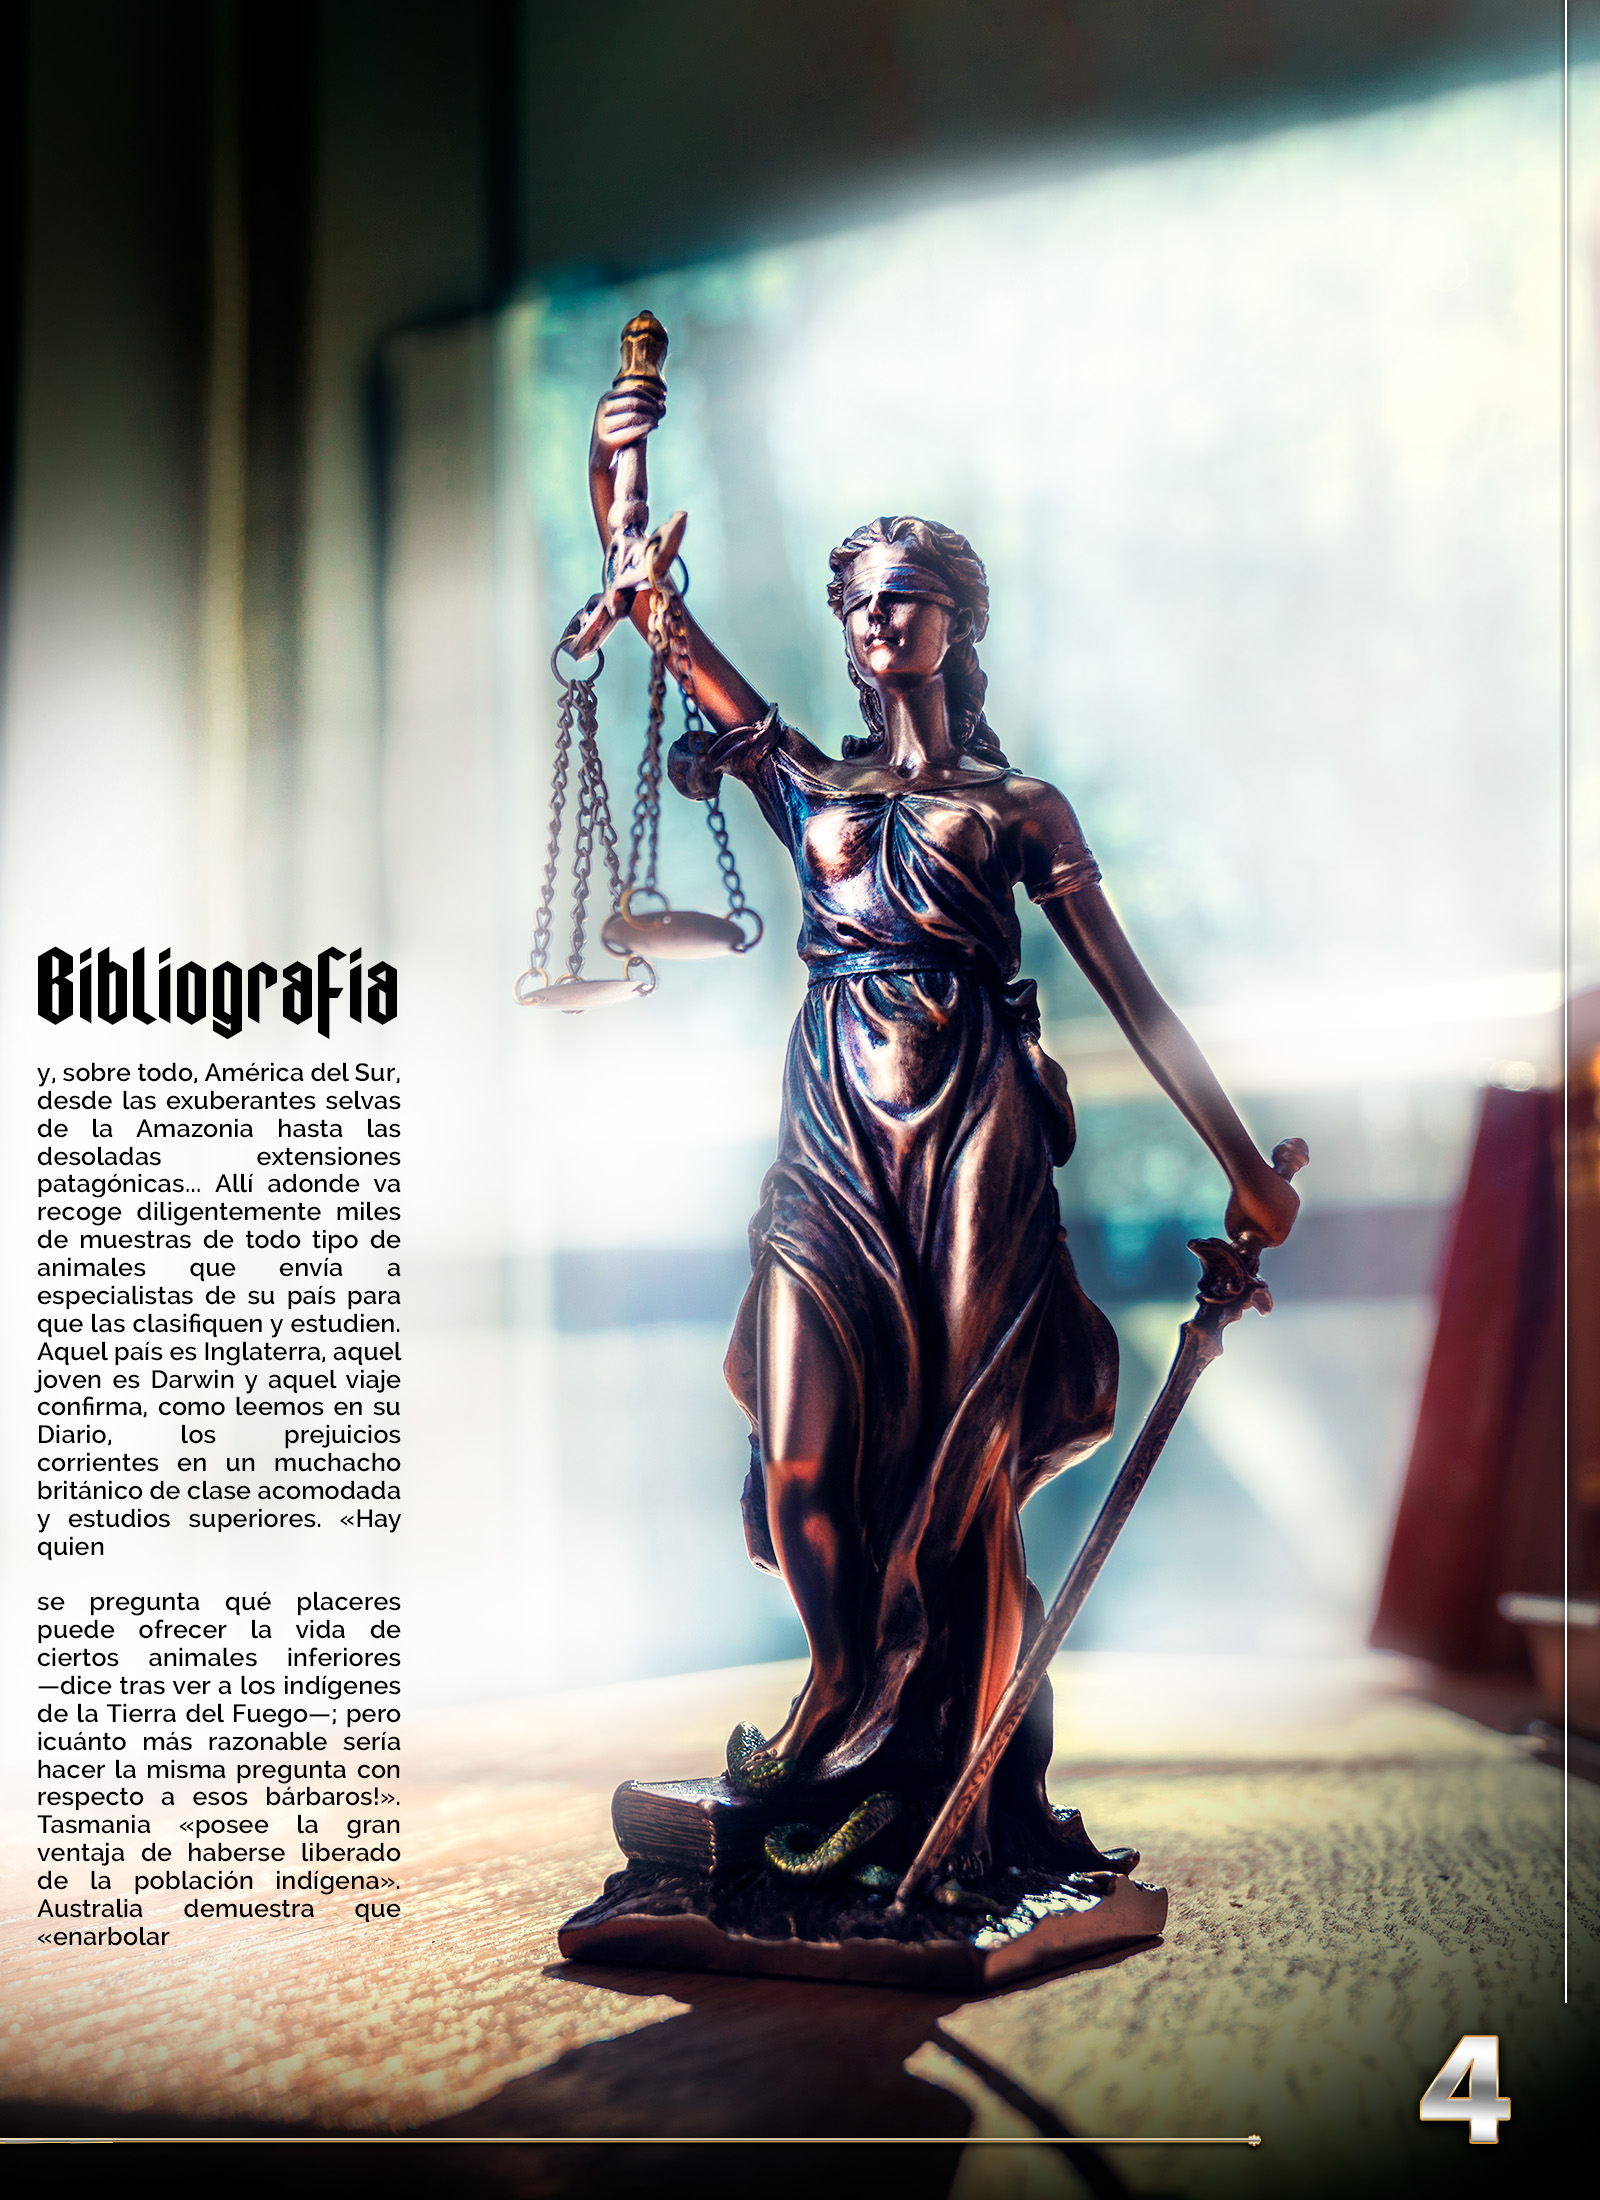 Bibliografia
y, sobre todo, América del Sur,
desde las exuberantes selvas
de la Amazonia hasta las
desoladas extensiones
patagónicas... Allí adonde va
recoge diligentemente miles
de muestras de todo tipo de
animales que envía a
especialistas de su país para
que las clasifiquen y estudien.
Aquel país es Inglaterra, aquel
joven es Darwin y aquel viaje
confirma, como leemos en su
Diario, los prejuicios
corrientes en un muchacho
británico de clase acomodada
y estudios superiores. «Hay
quien
se pregunta qué placeres
puede ofrecer la vida de
ciertos animales inferiores
—dice tras ver a los indígenes
de la Tierra del Fuego—; pero
icuánto más razonable sería
hacer la misma pregunta con
respecto a esos bárbaros!».
Tasmania «posee la gran
ventaja de haberse liberado
de la población indígena».
Australia demuestra que
«enarbolar
4